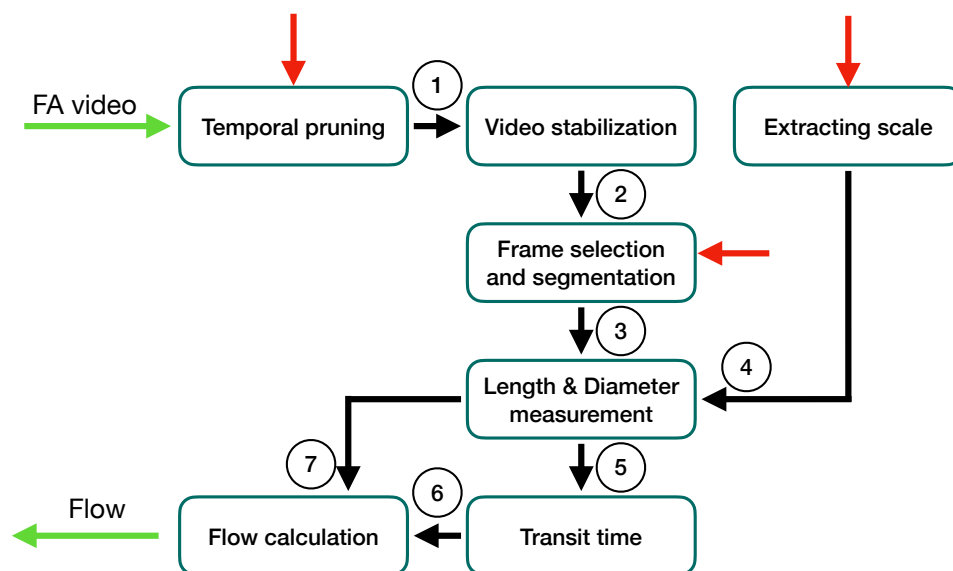 FA video
Temporal pruning
1
Video stabilization
Extracting scale
2
Frame selection
and segmentation
3
Length & Diameter
measurement
4
5
7
6
Flow
Flow calculation
Transit time